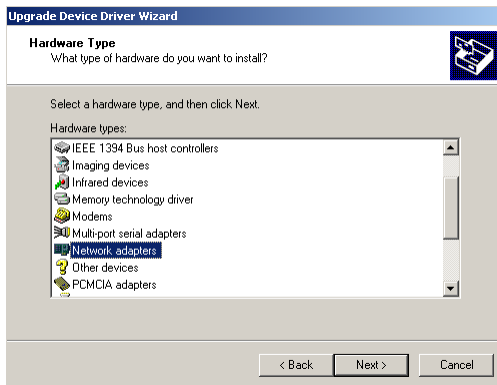 Upgrade Device Driver Wizard
Hardware Type
What type of hardware do you want to install?
Select a hardware type, and then click Next.
Hardware types:
IEEE 1394 Bus host controllers
Imaging devices
Infrared devices
Memory technology driver
Modems
Multi-port serial adapters
Network adapters
Other devices
PCMCIA adapters
< Back
Next >
Cancel